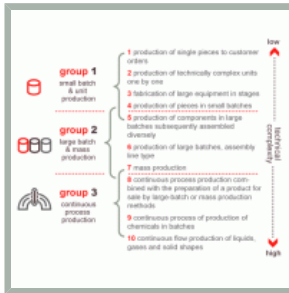 low
1 production of single pieces to customer
orders
group 1
small batch
& unit
production
2 production of technically complex units
one by one
3 fabrication of large equipment in stages
4 production of pieces in small batches
5 production of components in large
batches subsequently assembled
diversely
group 2
large batch
& mass
production
6 production of large batches, assembly
line type
7 mass production
technical
complexity
group 3
continuous
process
production
8 continuous process production com-
bined with the preparation of a product for
sale by large-batch or mass production
methods
9 continuous process of production of
chemicals in batches
10 continuous flow production of liquids,
gases and solid shapes
high